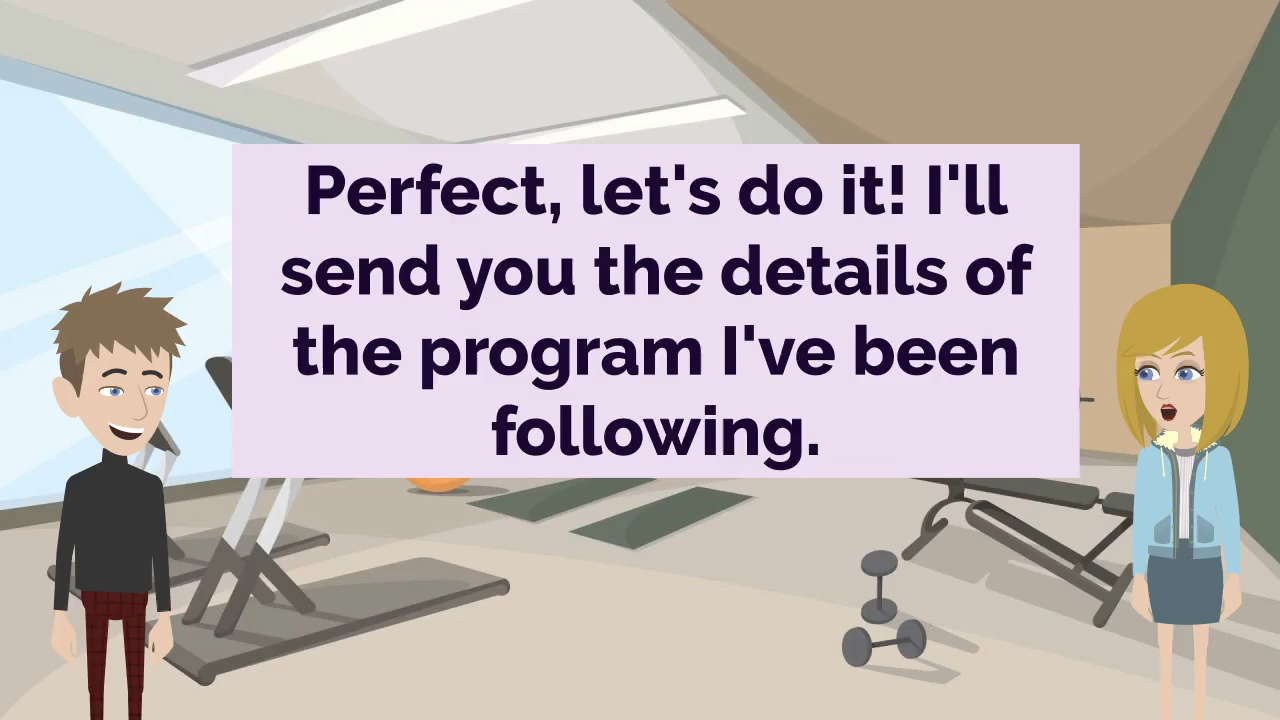 Perfect, let's do it! I'll
send you the details of
the program I've been
following.